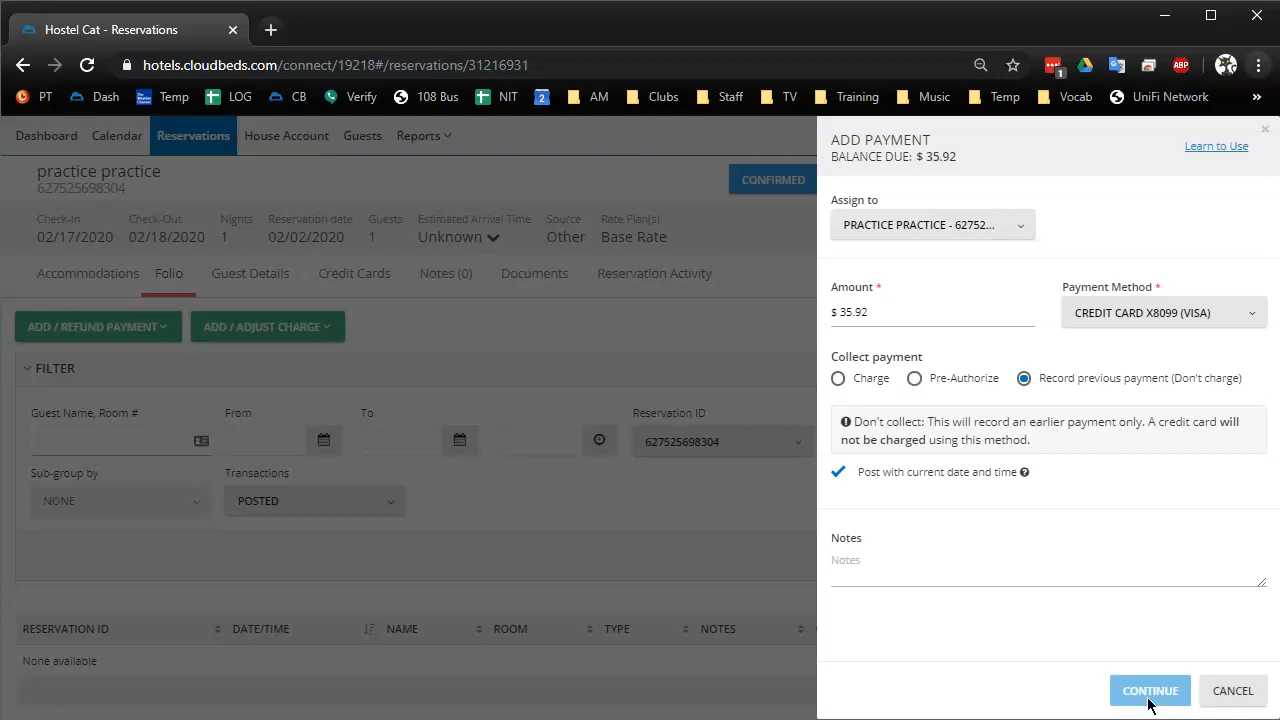 Hostel Cat - Reservations
hotels.cloudbeds.com/connect/19218#/reservations/31216931
1
ABP
PT Dash Temp LOG CB Verify 108 Bus NIT 2 AM Clubs Staff TV Training Music Temp Vocab UniFi Network »
Dashboard Calendar Reservations House Account Guests Reports
practice practice
627525698304
CONFIRMED
Check-In Check-Out Nights Reservation date Guests Estimated Arrival Time Source Rate Plan(s)
02/17/2020 02/18/2020 1 02/02/2020 1 Unknown Other Base Rate
Accommodations Folio Guest Details Credit Cards Notes (0) Documents Reservation Activity
ADD / REFUND PAYMENT ADD / ADJUST CHARGE
FILTER
Guest Name, Room # From To Reservation ID
627525698304
Sub-group by Transactions
NONE POSTED
RESERVATION ID DATE/TIME NAME ROOM TYPE NOTES
None available
ADD PAYMENT
BALANCE DUE: $ 35.92
Learn to Use
Assign to
PRACTICE PRACTICE - 62752...
Amount * Payment Method *
$ 35.92 CREDIT CARD X8099 (VISA)
Collect payment
Charge Pre-Authorize Record previous payment (Don't charge)
Don't collect: This will record an earlier payment only. A credit card will
not be charged using this method.
Post with current date and time
Notes
Notes
CONTINUE CANCEL